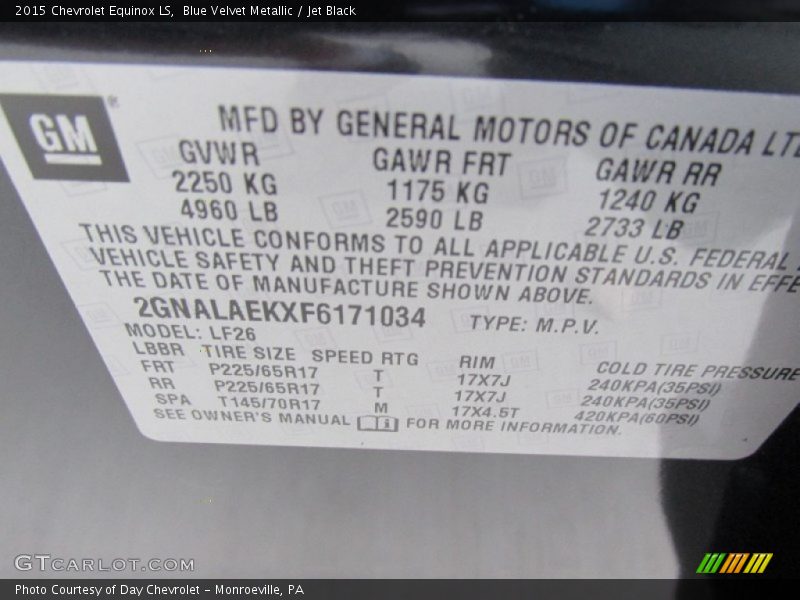 2015 Chevrolet Equinox LS, Blue Velvet Metallic / Jet Black
GM®
MFD BY GENERAL MOTORS OF CANADA LTD
GVWR GAWR FRT GAWR RR
2250 KG 1175 KG 1240 KG
4960 LB 2590 LB 2733 LB
THIS VEHICLE CONFORMS TO ALL APPLICABLE U.S. FEDERAL
VEHICLE SAFETY AND THEFT PREVENTION STANDARDS IN EFFE
THE DATE OF MANUFACTURE SHOWN ABOVE.
2GNALAEKXF6171034 TYPE: M.P.V.
MODEL: LF26
LBBR TIRE SIZE SPEED RTG RIM COLD TIRE PRESSURE
FRT P225/65R17 T 17X7J 240KPA(35PSI)
RR P225/65R17 T 17X7J 240KPA(35PSI)
SPA T145/70R17 M 17X4.5T 420KPA(60PSI)
SEE OWNER'S MANUAL FOR MORE INFORMATION.
GTCARLOT.COM
Photo Courtesy of Day Chevrolet - Monroeville, PA